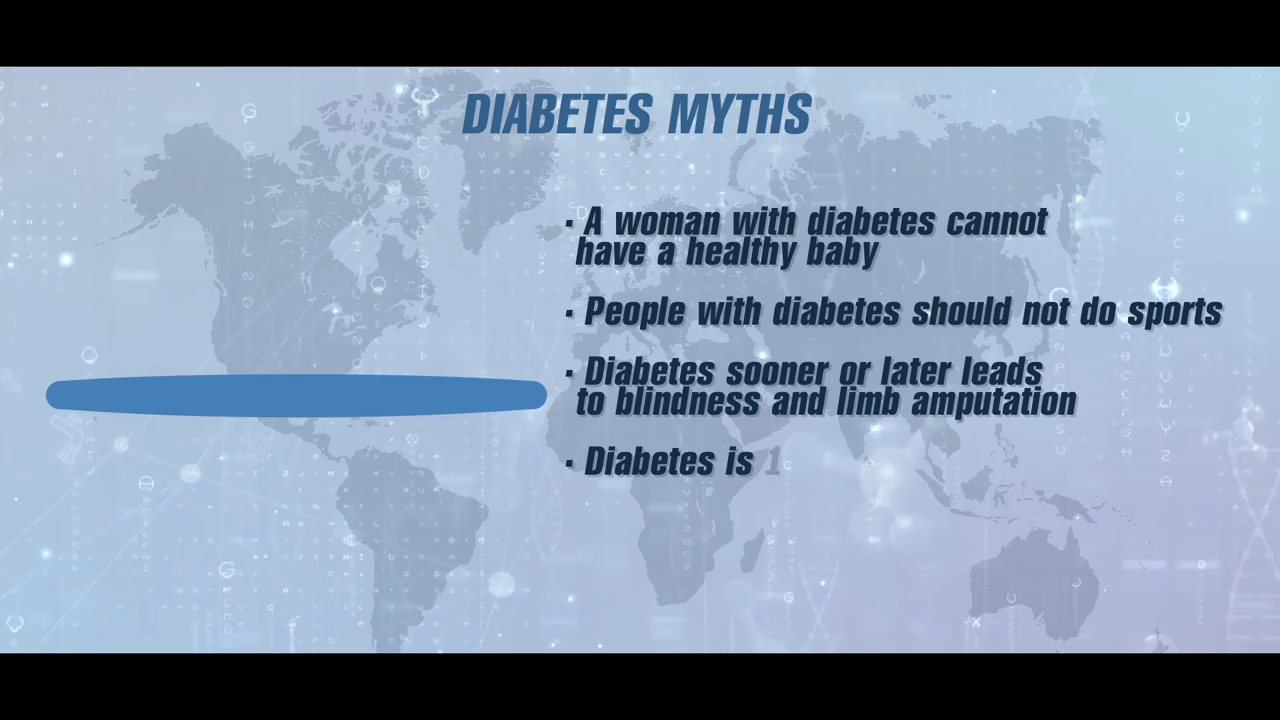 DIABETES MYTHS
· A woman with diabetes cannot
have a healthy baby
· People with diabetes should not do sports
· Diabetes sooner or later leads
to blindness and limb amputation
· Diabetes is